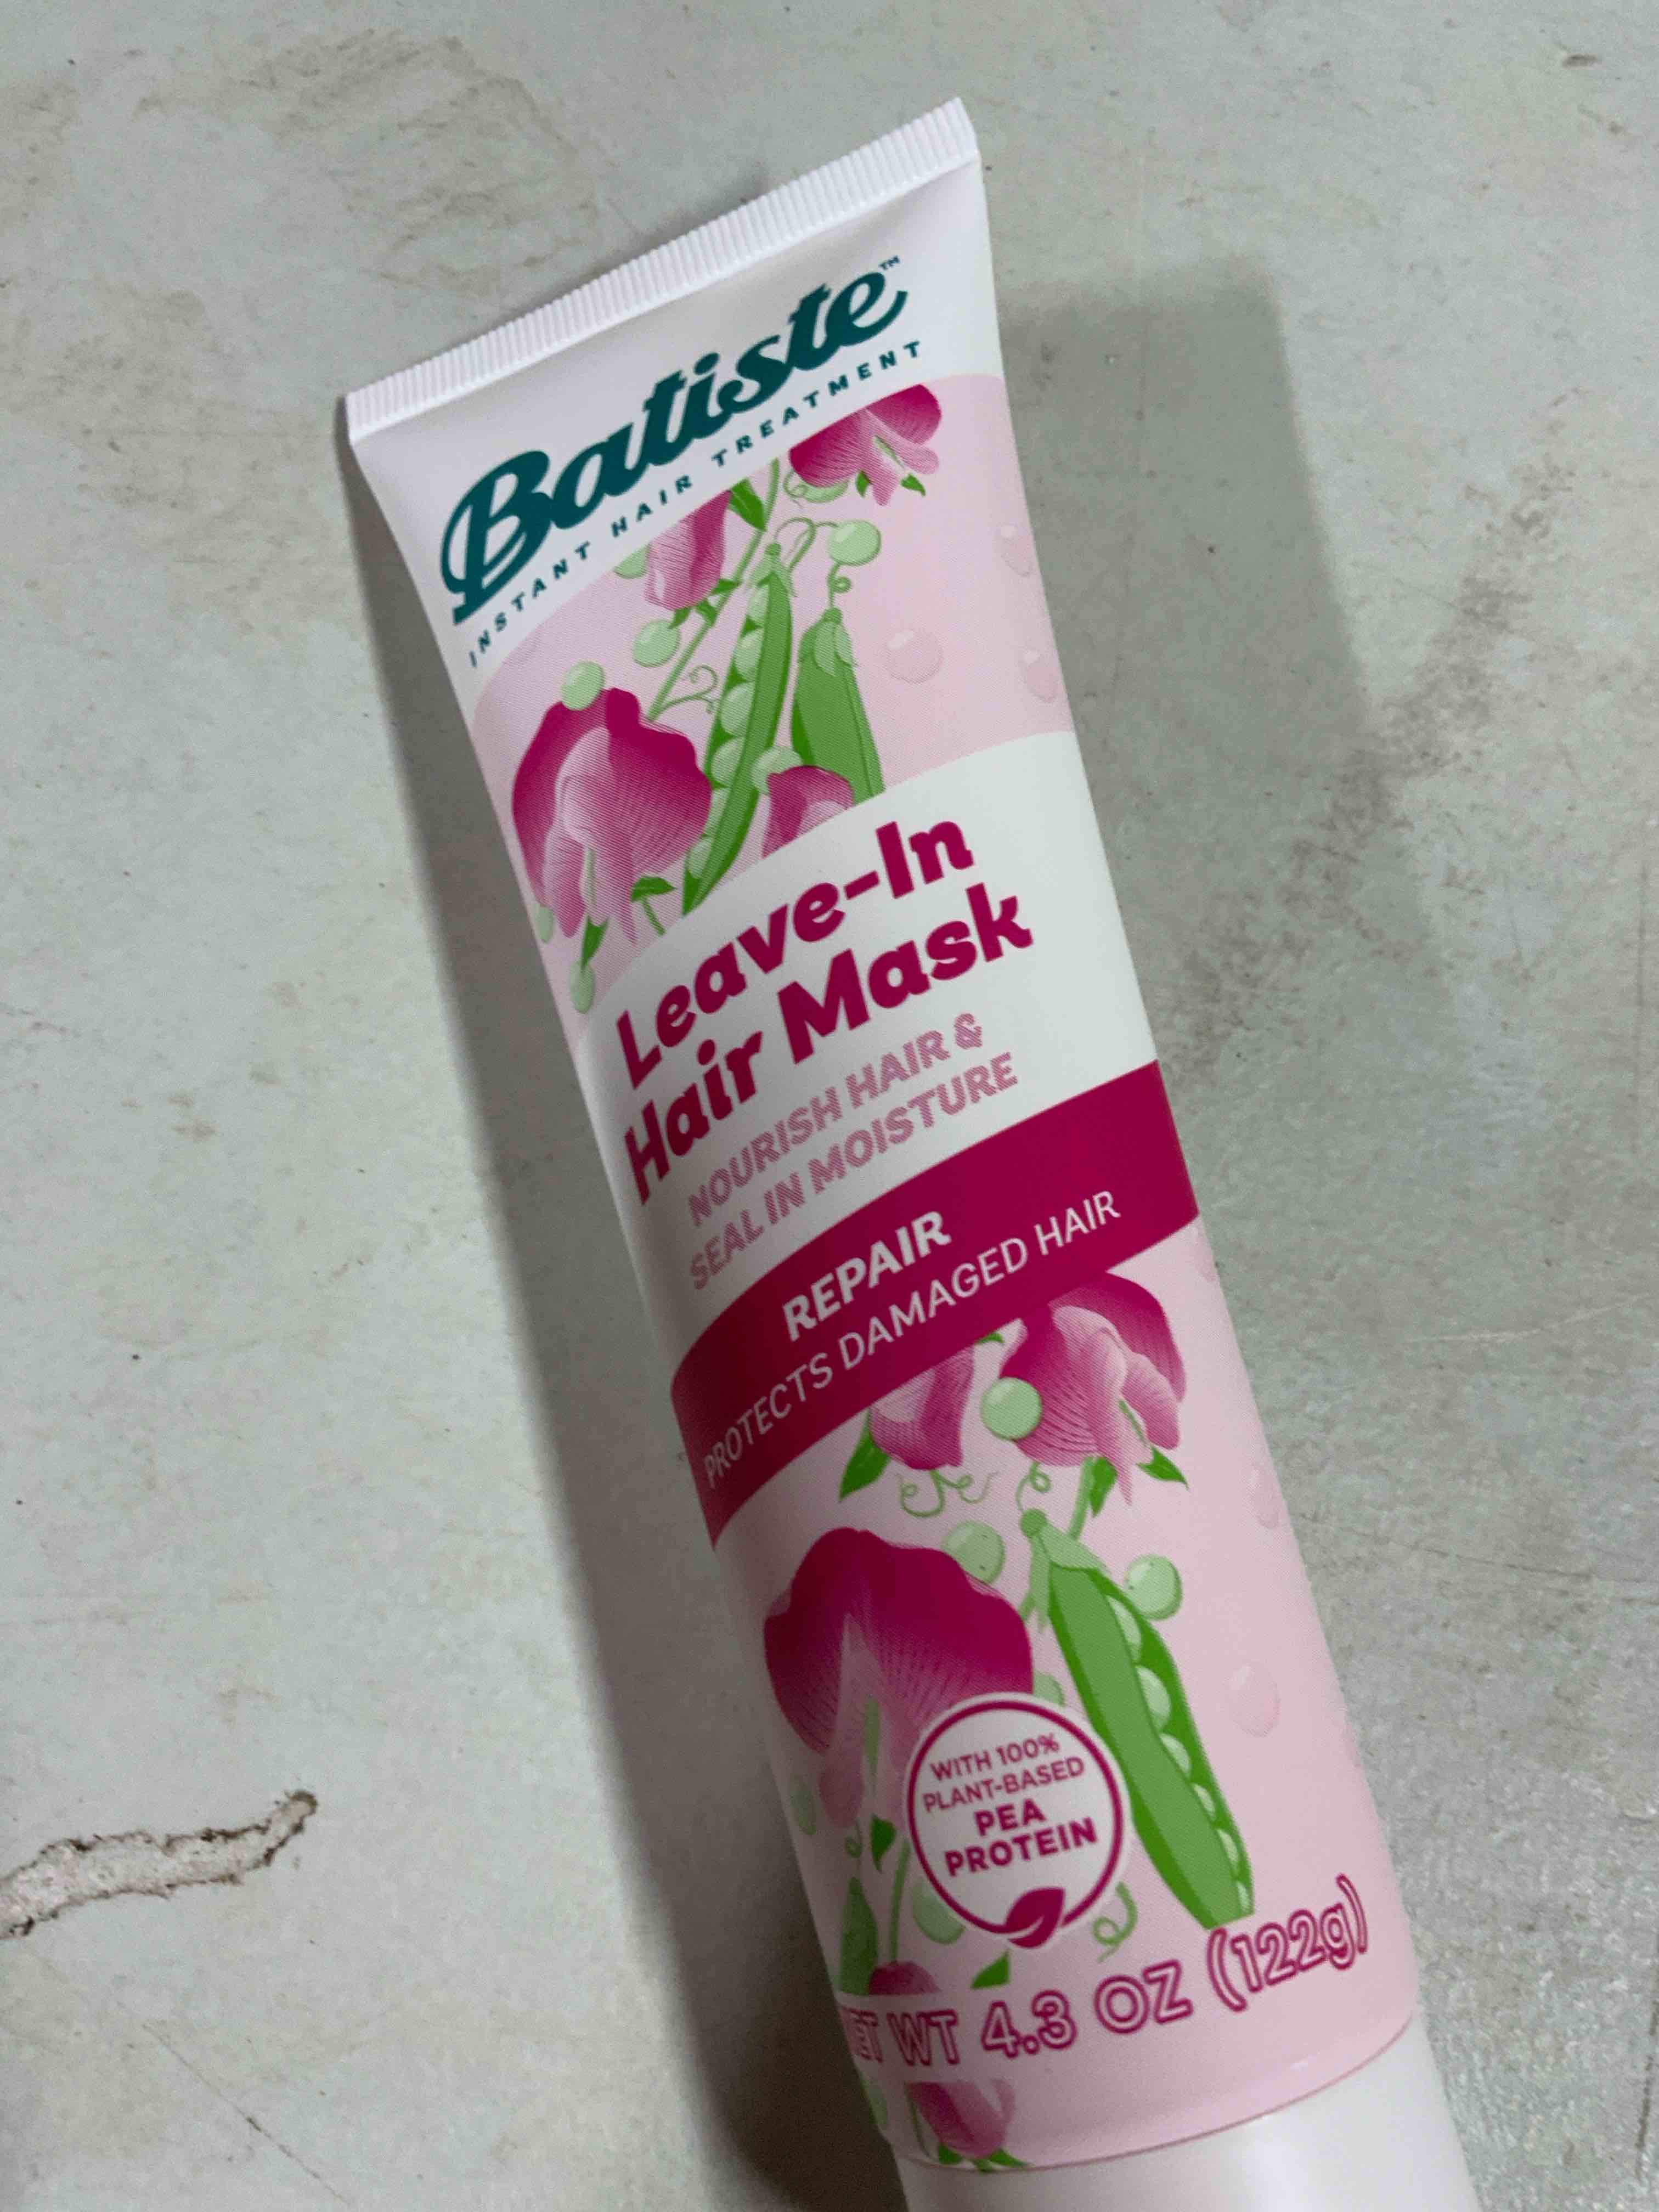 Batiste™
INSTANT HAIR TREATMENT
Leave-In
Hair Mask
NOURISH HAIR &
SEAL IN MOISTURE
REPAIR
PROTECTS DAMAGED HAIR
WITH 100%
PLANT-BASED
PEA
PROTEIN
ET WT 4.3 OZ (122g)